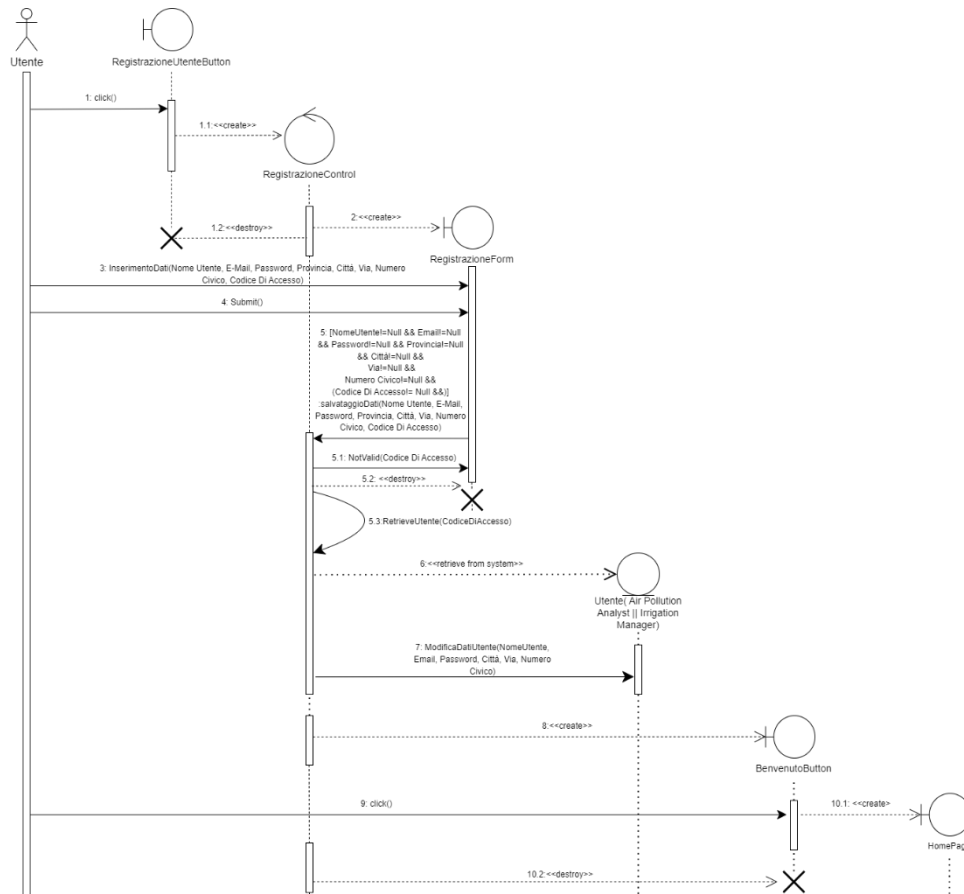 Utente
RegistrazioneUtenteButton
1: click()
1.1:<<create>>
RegistrazioneControl
1.2:<<destroy>>
2:<<create>>
RegistrazioneForm
3: InserimentoDati(Nome Utente, E-Mail, Password, Provincia, Città, Via, Numero
Civico, Codice Di Accesso)
4: Submit()
5: [NomeUtente!=Null && Email!=Null
&& Password!=Null && Provincia!=Null
&& Città!=Null &&
Via!=Null &&
Numero Civico!=Null &&
(Codice Di Accesso!= Null &&)]
:salvataggioDati(Nome Utente, E-Mail,
Password, Provincia, Città, Via, Numero
Civico, Codice Di Accesso)
5.1: NotValid(Codice Di Accesso)
5.2: <<destroy>>
5.3.RetrieveUtente(CodiceDiAccesso)
6:<<retrieve from system>>
Utente( Air Pollution
Analyst || Irrigation
Manager)
7: ModificaDatiUtente(NomeUtente,
Email, Password, Città, Via, Numero
Civico)
8:<<create>>
BenvenutoButton
9: click()
10.1: <<create>
HomePag
10.2:<<destroy>>